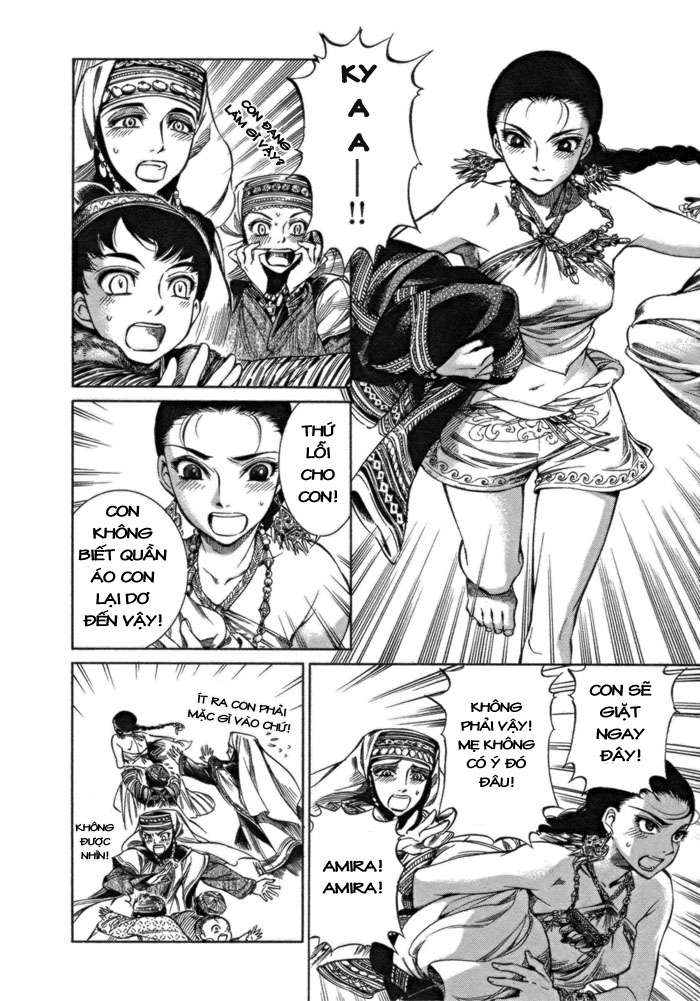 KY
A
A
—
!!
CON ĐANG
LÀM GÌ VẬY?
THỨ
LỖI
CHO
CON!
CON
KHÔNG
BIẾT QUẦN
ÁO CON
LẠI DƠ
ĐẾN VẬY!
ÍT RA CON PHẢI
MẶC GÌ VÀO CHỨ!
KHÔNG
ĐƯỢC
NHÌN!
CON SẼ
GIẶT
NGAY
ĐÂY!
KHÔNG
PHẢI VẬY!
MẸ KHÔNG
CÓ Ý ĐÓ
ĐÂU!
AMIRA!
AMIRA!